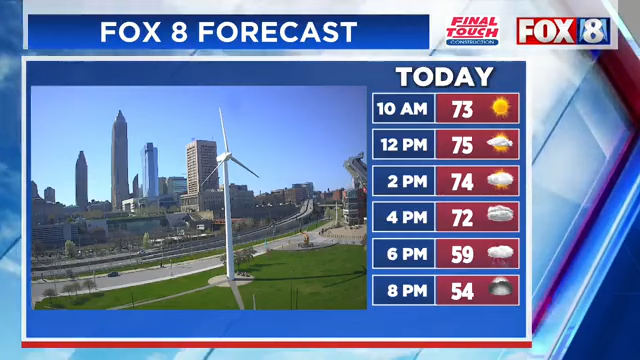 FOX 8 FORECAST
FINAL
TOUCH
CONSTRUCTION
FOX 8
TODAY
10 AM 73
12 PM 75
2 PM 74
4 PM 72
6 PM 59
8 PM 54